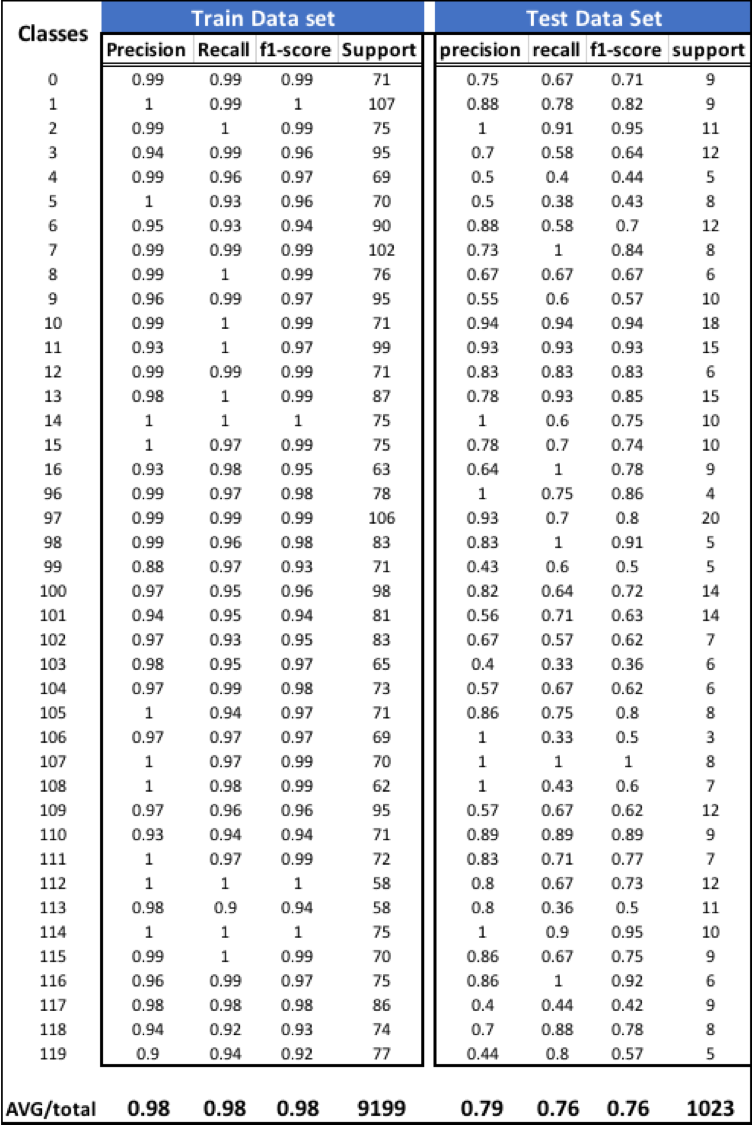 Train Data set Test Data Set
Classes Precision Recall f1-score Support precision recall f1-score support
0 0.99 0.99 0.99 71 0.75 0.67 0.71 9
1 1 0.99 1 107 0.88 0.78 0.82 9
2 0.99 1 0.99 75 1 0.91 0.95 11
3 0.94 0.99 0.96 95 0.7 0.58 0.64 12
4 0.99 0.96 0.97 69 0.5 0.4 0.44 5
5 1 0.93 0.96 70 0.5 0.38 0.43 8
6 0.95 0.93 0.94 90 0.88 0.58 0.7 12
7 0.99 0.99 0.99 102 0.73 1 0.84 8
8 0.99 1 0.99 76 0.67 0.67 0.67 6
9 0.96 0.99 0.97 95 0.55 0.6 0.57 10
10 0.99 1 0.99 71 0.94 0.94 0.94 18
11 0.93 1 0.97 99 0.93 0.93 0.93 15
12 0.99 0.99 0.99 71 0.83 0.83 0.83 6
13 0.98 1 0.99 87 0.78 0.93 0.85 15
14 1 1 1 75 1 0.6 0.75 10
15 1 0.97 0.99 75 0.78 0.7 0.74 10
16 0.93 0.98 0.95 63 0.64 1 0.78 9
96 0.99 0.97 0.98 78 1 0.75 0.86 4
97 0.99 0.99 0.99 106 0.93 0.7 0.8 20
98 0.99 0.96 0.98 83 0.83 1 0.91 5
99 0.88 0.97 0.93 71 0.43 0.6 0.5 5
100 0.97 0.95 0.96 98 0.82 0.64 0.72 14
101 0.94 0.95 0.94 81 0.56 0.71 0.63 14
102 0.97 0.93 0.95 83 0.67 0.57 0.62 7
103 0.98 0.95 0.97 65 0.4 0.33 0.36 6
104 0.97 0.99 0.98 73 0.57 0.67 0.62 6
105 1 0.94 0.97 71 0.86 0.75 0.8 8
106 0.97 0.97 0.97 69 1 0.33 0.5 3
107 1 0.97 0.99 70 1 1 1 8
108 1 0.98 0.99 62 1 0.43 0.6 7
109 0.97 0.96 0.96 95 0.57 0.67 0.62 12
110 0.93 0.94 0.94 71 0.89 0.89 0.89 9
111 1 0.97 0.99 72 0.83 0.71 0.77 7
112 1 1 1 58 0.8 0.67 0.73 12
113 0.98 0.9 0.94 58 0.8 0.36 0.5 11
114 1 1 1 75 1 0.9 0.95 10
115 0.99 1 0.99 70 0.86 0.67 0.75 9
116 0.96 0.99 0.97 75 0.86 1 0.92 6
117 0.98 0.98 0.98 86 0.4 0.44 0.42 9
118 0.94 0.92 0.93 74 0.7 0.88 0.78 8
119 0.9 0.94 0.92 77 0.44 0.8 0.57 5
AVG/total 0.98 0.98 0.98 9199 0.79 0.76 0.76 1023